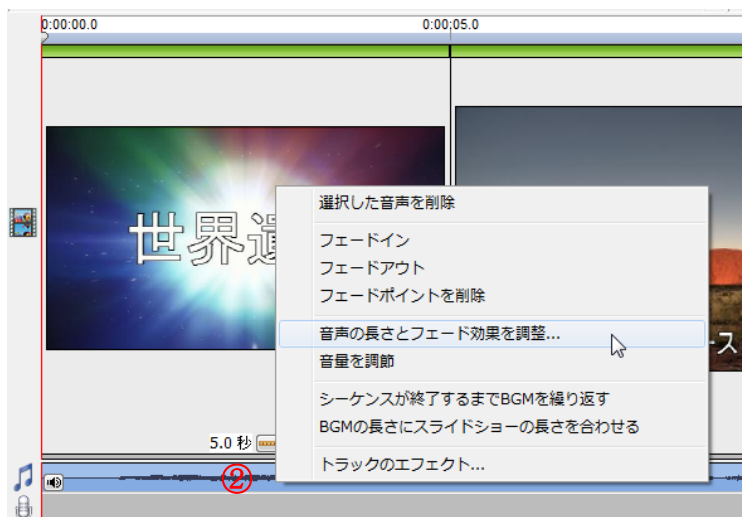 0:00:00.0
0:00:05.0
世界遺
選択した音声を削除
フェードイン
フェードアウト
フェードポイントを削除
音声の長さとフェード効果を調整...
音量を調節
シーケンスが終了するまでBGMを繰り返す
BGMの長さにスライドショーの長さを合わせる
トラックのエフェクト...
ース
5.0 秒
②